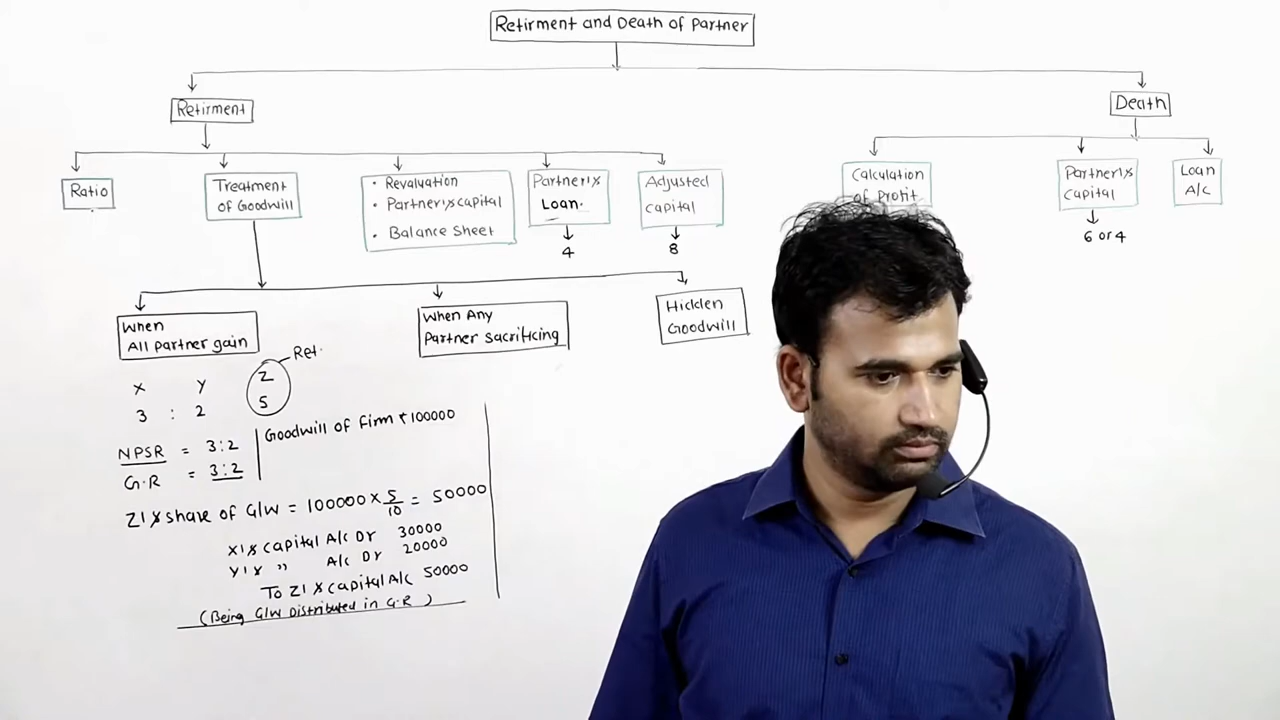 Retirment and Death of Partner
Retirment
Death
Ratio
Treatment
of Goodwill
• Revaluation
• Partner's capital
• Balance Sheet
Partner's
Loan.
4
Adjusted
capital
8
Calculation
of Profit
Partner's
capital
6 or 4
Loan
A/c
When
All partner gain
When Any
Partner sacrificing
Hidden
Goodwill
Ret.
X Y Z
3 : 2 5
NPSR = 3:2
G.R = 3:2
Goodwill of Firm ₹ 100000
Z's share of G/W = 100000 × 5/10 = 50000
X's capital A/c Dr 30000
Y's " A/c Dr 20000
To Z's capital A/c 50000
(Being G/W Distributed in G.R)